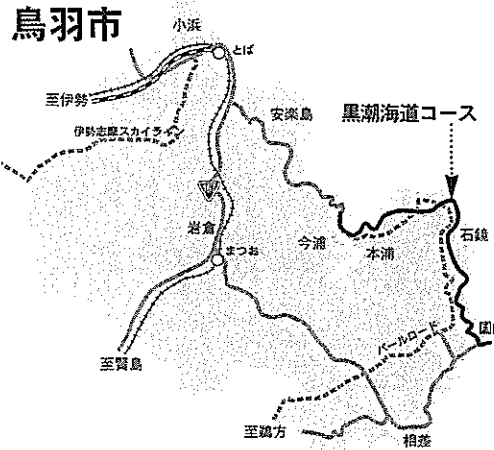 鳥羽市
小浜
とば
至伊勢
伊勢志摩スカイライン
安楽島
黒潮海道コース
岩倉
今浦
本浦
石鏡
まつお
至賢島
パールロード
国
至鵜方
相差